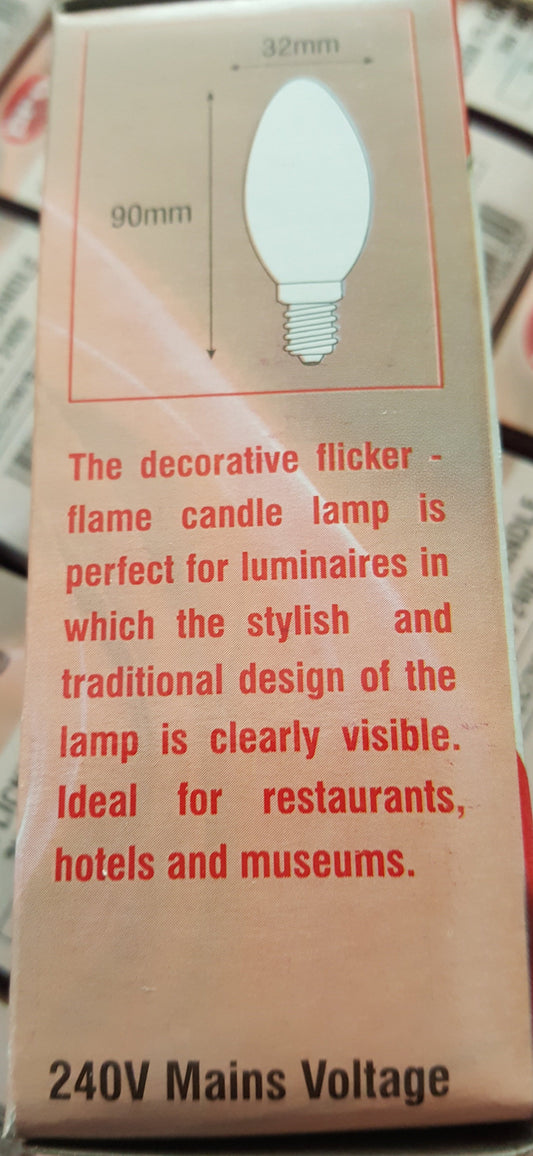 32mm
90mm
The decorative flicker -
flame candle lamp is
perfect for luminaires in
which the stylish and
traditional design of the
lamp is clearly visible.
Ideal for restaurants,
hotels and museums.
240V Mains Voltage